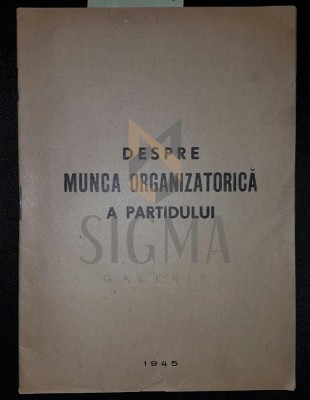 DESPRE
MUNCA ORGANIZATORICĂ
A PARTIDULUI
SIGMA
GALERIE
1945